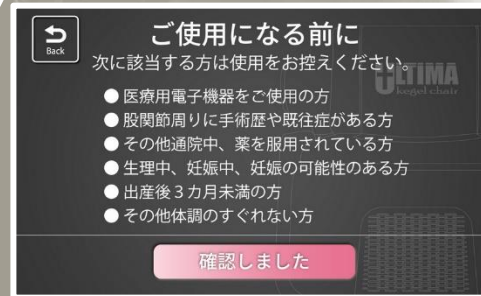 Back
ご使用になる前に
次に該当する方は使用をお控えください。
ULTIMA
kegel chair
●医療用電子機器をご使用の方
●股関節周りに手術歴や既往症がある方
●その他通院中、薬を服用されている方
●生理中、妊娠中、妊娠の可能性のある方
●出産後3カ月未満の方
●その他体調のすぐれない方
確認しました